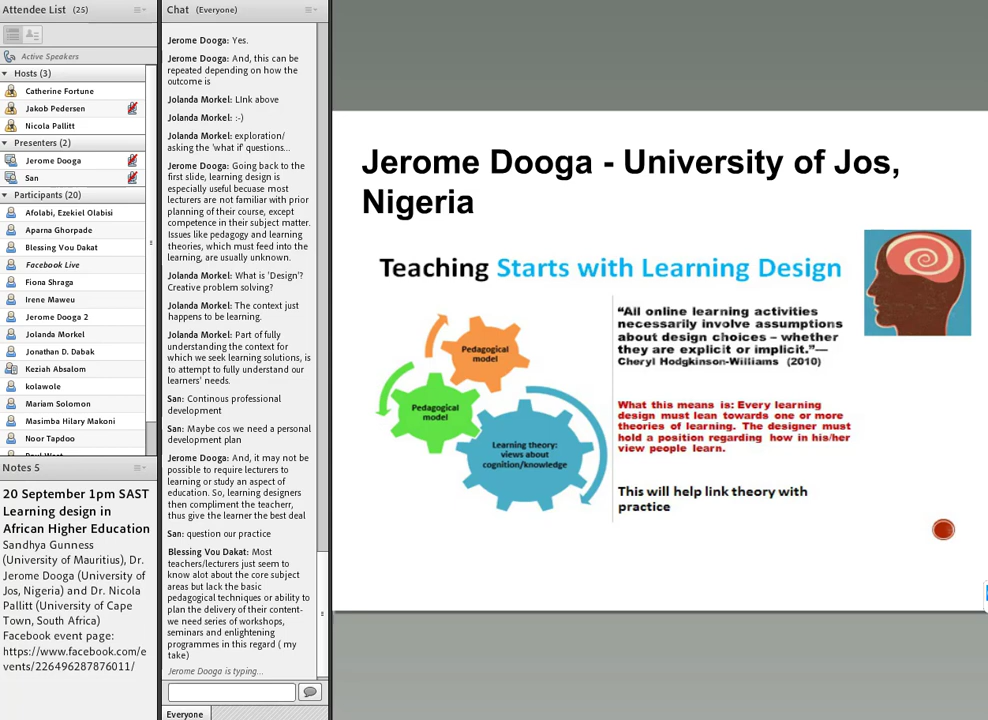 Attendee List (25)
Active Speakers
Hosts (3)
Catherine Fortune
Jakob Pedersen
Nicola Pallitt
Presenters (2)
Jerome Dooga
San
Participants (20)
Afolabi, Ezekiel Olabisi
Aparna Ghorpade
Blessing Vou Dakat
Facebook Live
Fiona Shraga
Irene Maweu
Jerome Dooga 2
Jolanda Morkel
Jonathan D. Dabak
Keziah Absalom
kolawole
Mariam Solomon
Masimba Hilary Makoni
Noor Tapdoo
Notes 5
20 September 1pm SAST
Learning design in
African Higher Education
Sandhya Gunness
(University of Mauritius), Dr.
Jerome Dooga (University of
Jos, Nigeria) and Dr. Nicola
Pallitt (University of Cape
Town, South Africa)
Facebook event page:
https://www.facebook.com/e
vents/226496287876011/
Chat (Everyone)
Jerome Dooga: Yes.
Jerome Dooga: And, this can be
repeated depending on how the
outcome is
Jolanda Morkel: LInk above
Jolanda Morkel: :-)
Jolanda Morkel: exploration/
asking the 'what if' questions...
Jerome Dooga: Going back to the
first slide, learning design is
especially useful becuase most
lecturers are not familiar with prior
planning of their course, except
competence in their subject matter.
Issues like pedagogy and learning
theories, which must feed into the
learning, are usually unknown.
Jolanda Morkel: What is 'Design'?
Creative problem solving?
Jolanda Morkel: The context just
happens to be learning.
Jolanda Morkel: Part of fully
understanding the context for
which we seek learning solutions, is
to attempt to fully understand our
learners' needs.
San: Continous professional
development
San: Maybe cos we need a personal
development plan
Jerome Dooga: And, it may not be
possible to require lecturers to
learning or study an aspect of
education. So, learning designers
then compliment the teacherr,
thus give the learner the best deal
San: question our practice
Blessing Vou Dakat: Most
teachers/lecturers just seem to
know alot about the core subject
areas but lack the basic
pedagogical techniques or ability to
plan the delivery of their content-
we need series of workshops,
seminars and enlightening
programmes in this regard ( my
take)
Jerome Dooga is typing...
Everyone
Jerome Dooga - University of Jos,
Nigeria
Teaching Starts with Learning Design
Pedagogical
model
Pedagogical
model
Learning theory:
views about
cognition/knowledge
“All online learning activities
necessarily involve assumptions
about design choices – whether
they are explicit or implicit.”—
Cheryl Hodgkinson-Williams (2010)
What this means is: Every learning
design must lean towards one or more
theories of learning. The designer must
hold a position regarding how in his/her
view people learn.
This will help link theory with
practice